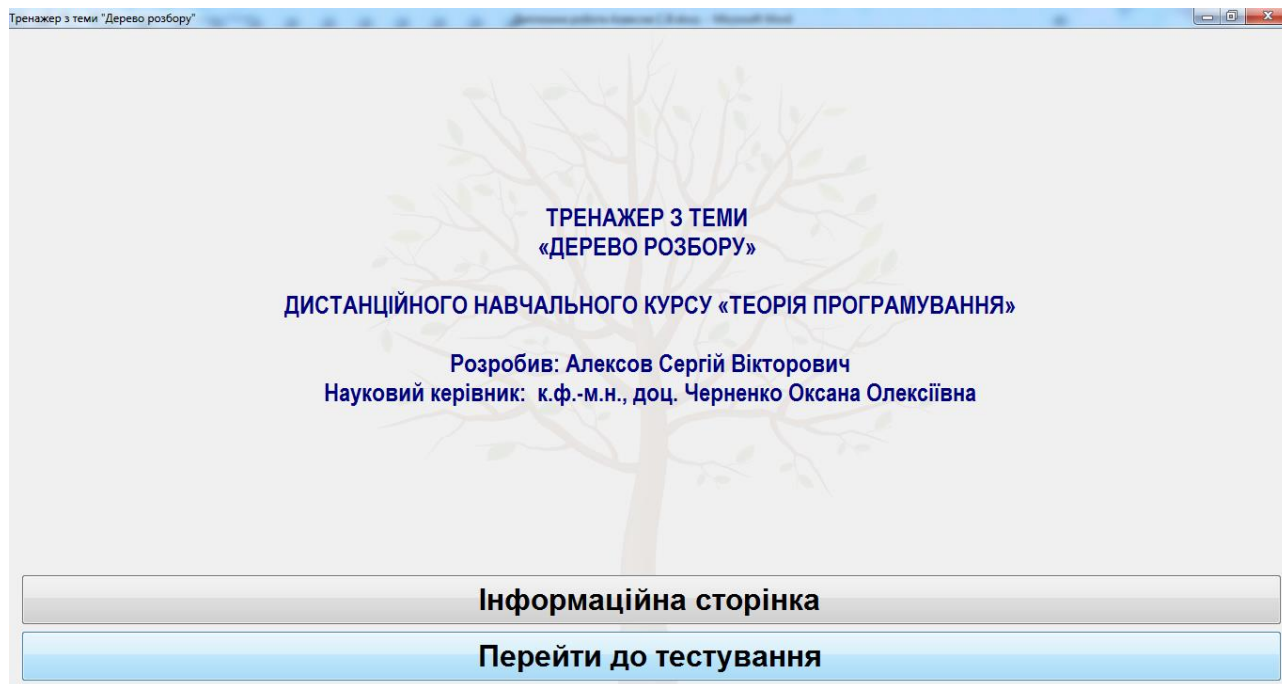 Тренажер з теми "Дерево розбору"
ТРЕНАЖЕР З ТЕМИ
«ДЕРЕВО РОЗБОРУ»
ДИСТАНЦІЙНОГО НАВЧАЛЬНОГО КУРСУ «ТЕОРІЯ ПРОГРАМУВАННЯ»
Розробив: Алексов Сергій Вікторович
Науковий керівник: к.ф.-м.н., доц. Черненко Оксана Олексіївна
Інформаційна сторінка
Перейти до тестування